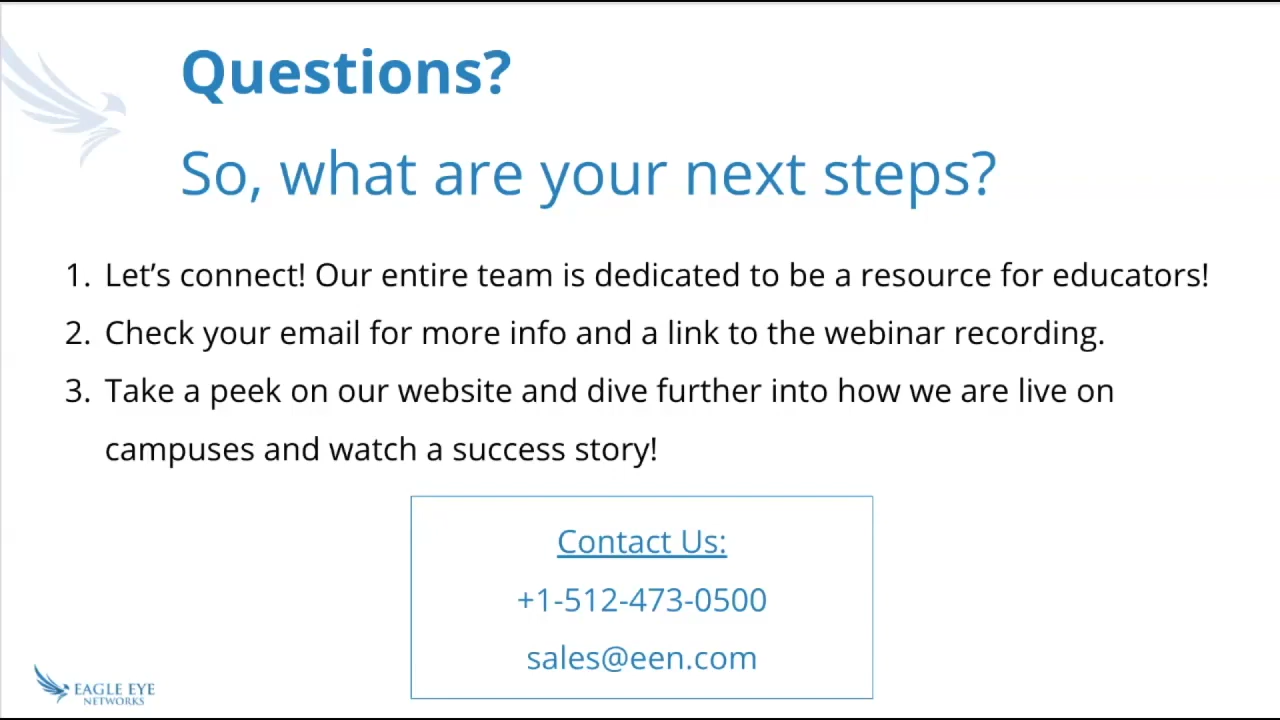 Questions?
So, what are your next steps?
1. Let’s connect! Our entire team is dedicated to be a resource for educators!
2. Check your email for more info and a link to the webinar recording.
3. Take a peek on our website and dive further into how we are live on
campuses and watch a success story!
Contact Us:
+1-512-473-0500
sales@een.com
EAGLE EYE
NETWORKS